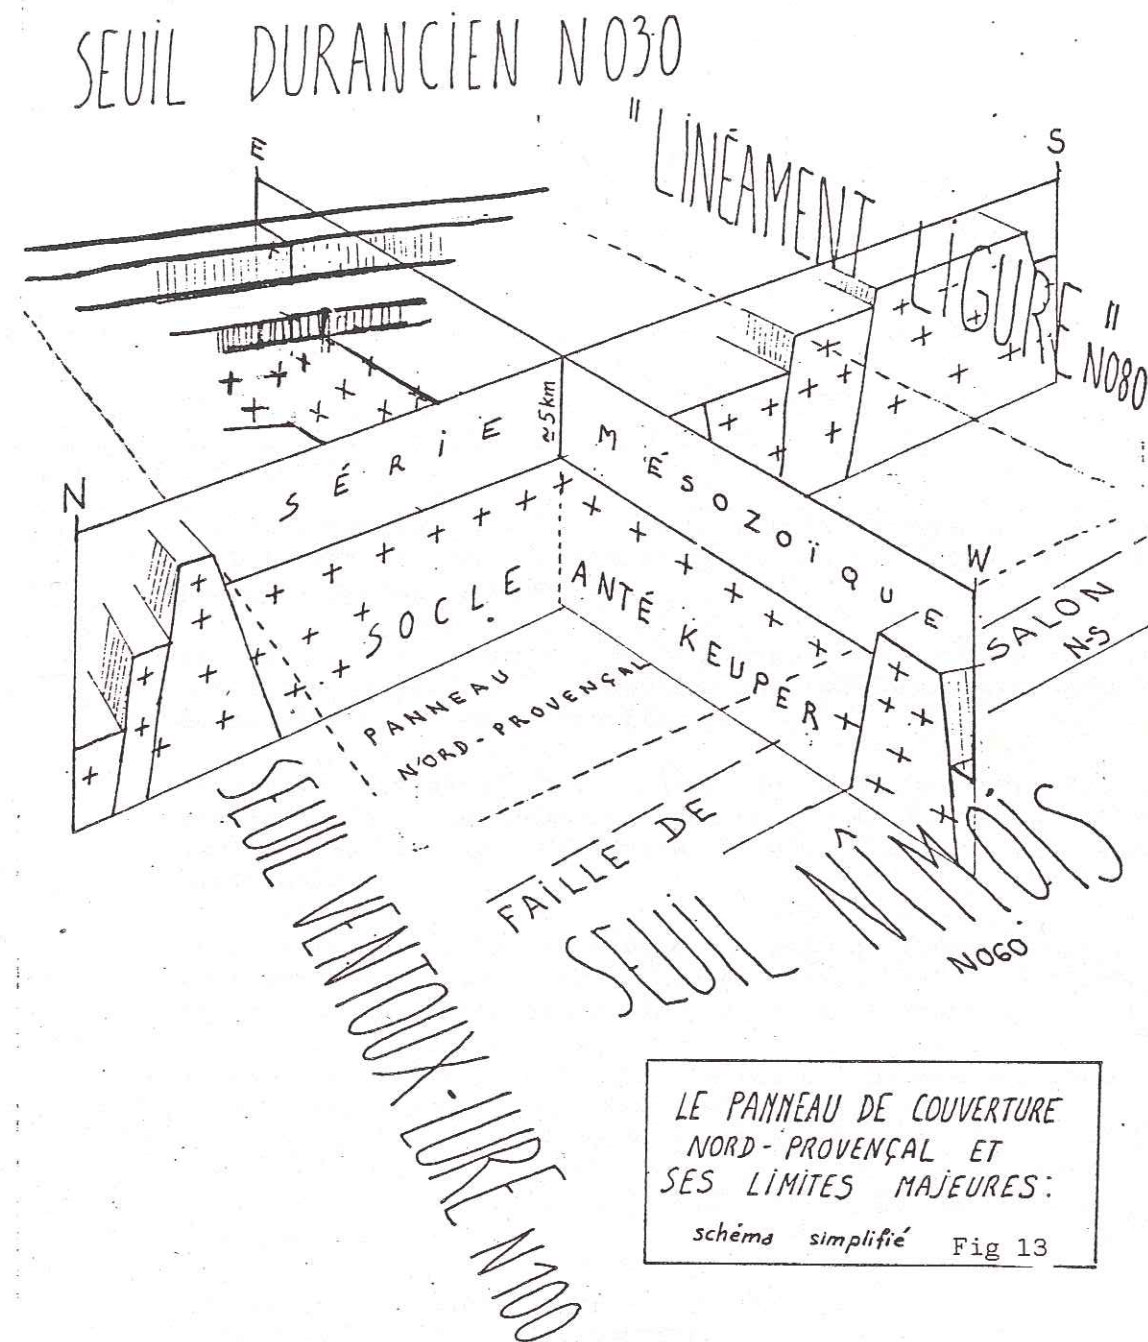 SEUIL DURANCIEN N030
"LINÉAMENT LIGURE"
N080
E
S
N
W
≃5km
SÉRIE MÉSOZOÏQUE
SOCLE ANTÉ KEUPÉR
PANNEAU
NORD-PROVENÇAL
FAILLE DE SALON
N-S
SEUIL NÎMOIS
N060
SEUIL VENTOUX-LURE N100
LE PANNEAU DE COUVERTURE
NORD-PROVENÇAL ET
SES LIMITES MAJEURES:
schéma simplifié Fig 13